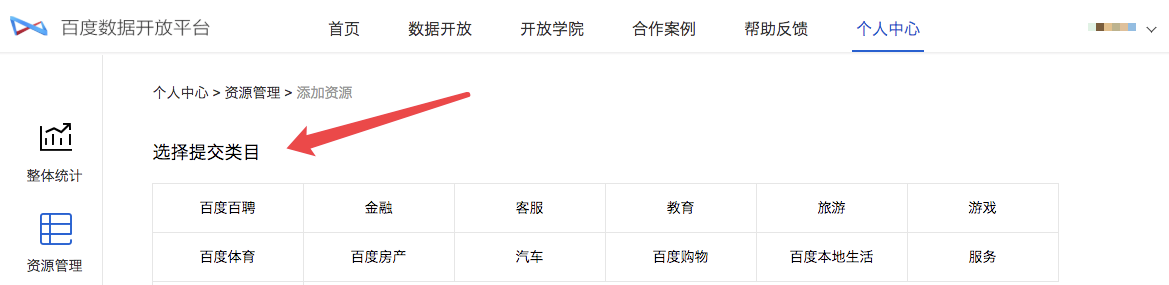 百度数据开放平台 首页 数据开放 开放学院 合作案例 帮助反馈 个人中心
个人中心 > 资源管理 > 添加资源
选择提交类目
整体统计
资源管理
百度百聘 金融 客服 教育 旅游 游戏
百度体育 百度房产 汽车 百度购物 百度本地生活 服务